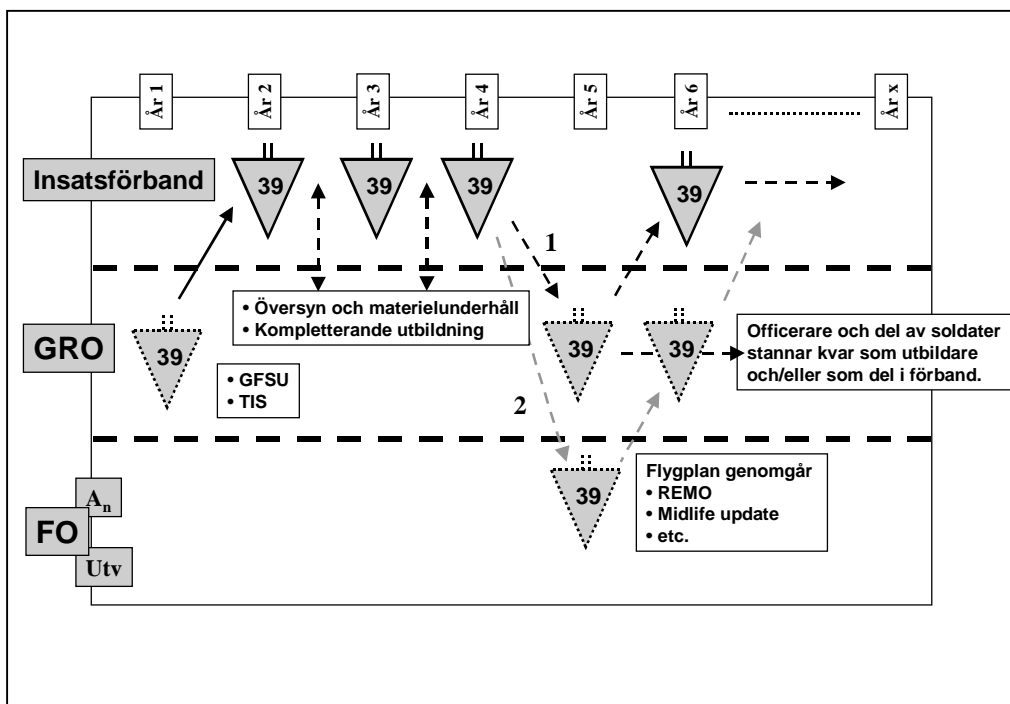 År 1
År 2
År 3
År 4
År 5
År 6
År x
Insatsförband
39
39
39
39
1
• Översyn och materielunderhåll
• Kompletterande utbildning
GRO
39
39
39
Officerare och del av soldater
stannar kvar som utbildare
och/eller som del i förband.
• GFSU
• TIS
2
39
Flygplan genomgår
• REMO
• Midlife update
• etc.
An
FO
Utv